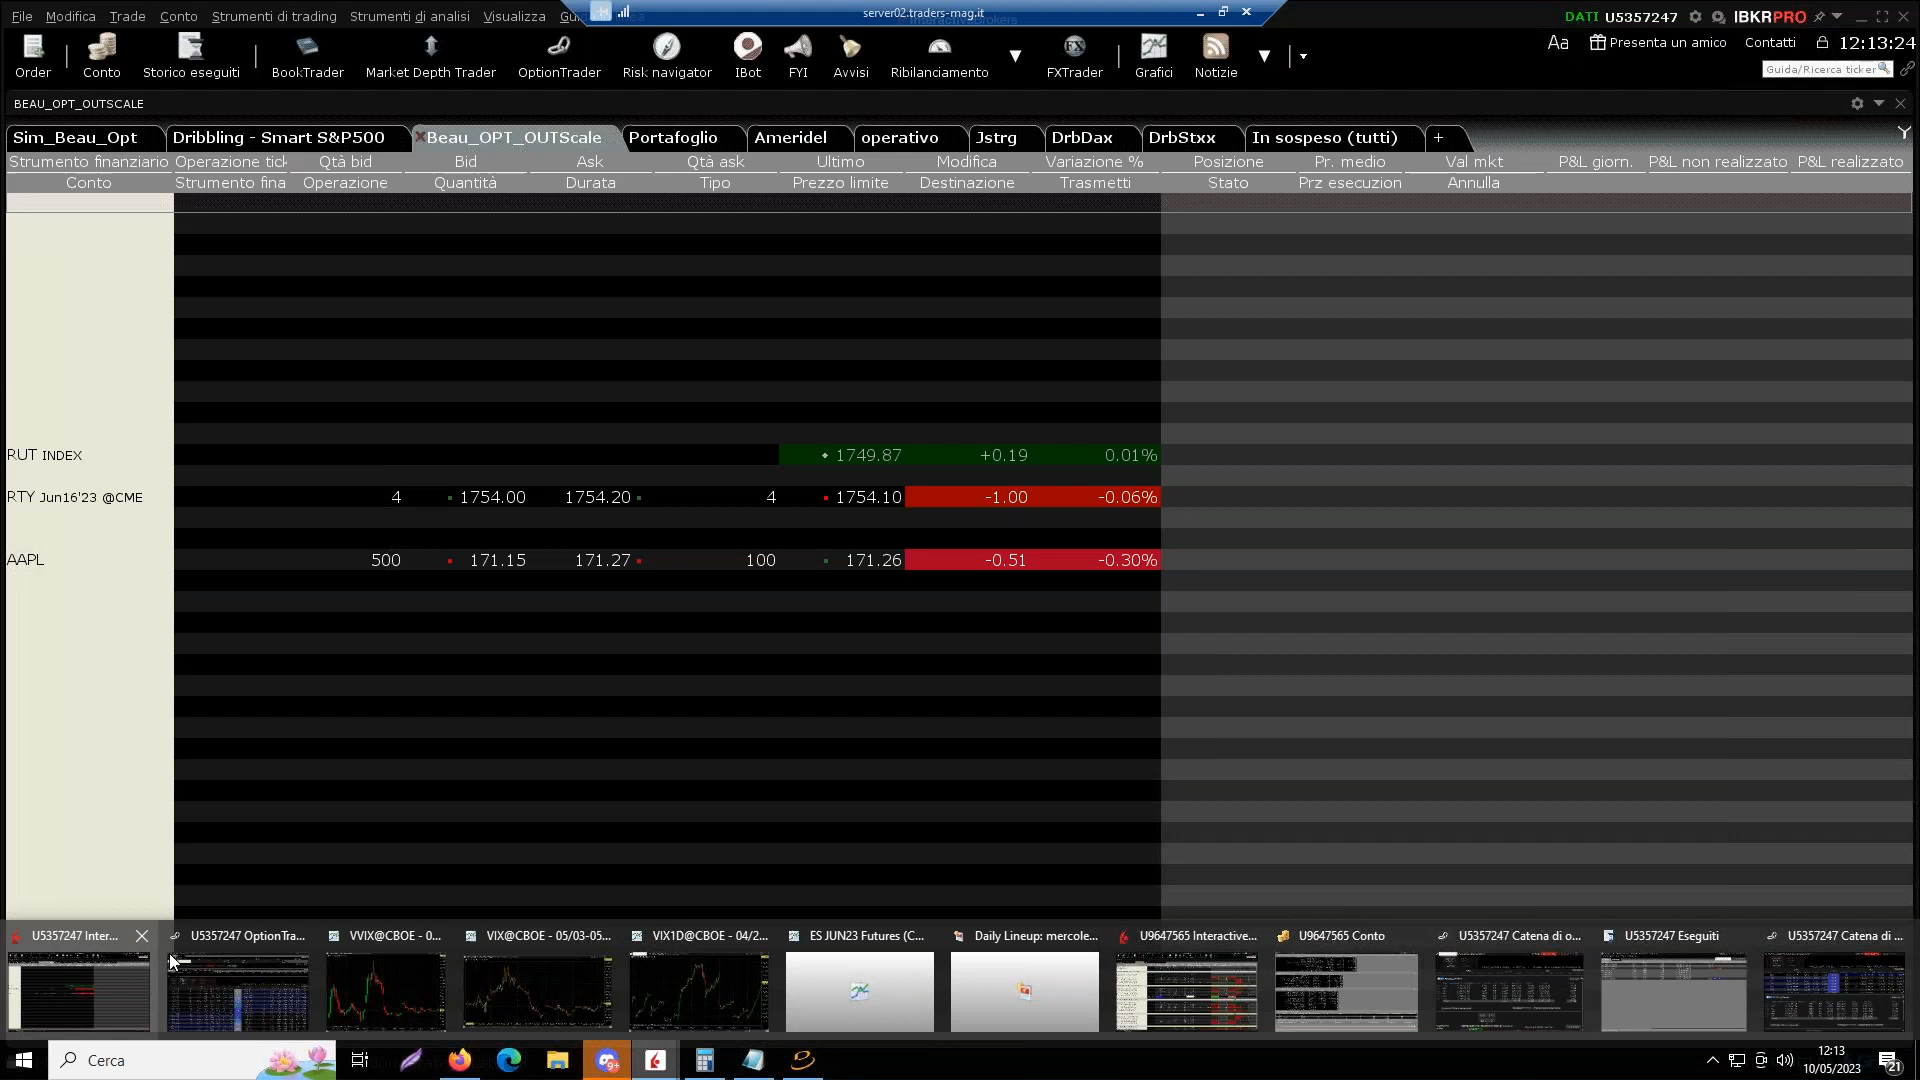 File Modifica Trade Conto Strumenti di trading Strumenti di analisi Visualizza
server02.traders-mag.it
DATI U5357247 IBKRPRO
Order Conto Storico eseguiti BookTrader Market Depth Trader OptionTrader Risk navigator IBot FYI Avvisi Ribilanciamento FXTrader Grafici Notizie
Aa Presenta un amico Contatti 12:13:24
Guida/Ricerca ticker
BEAU_OPT_OUTSCALE
Sim_Beau_Opt Dribbling - Smart S&P500 Beau_OPT_OUTScale Portafoglio Ameridel operativo Jstrg DrbDax DrbStxx In sospeso (tutti) +
Strumento finanziario Operazione tick Qtà bid Bid Ask Qtà ask Ultimo Modifica Variazione % Posizione Pr. medio Val mkt P&L giorn. P&L non realizzato P&L realizzato
Conto Strumento fina Operazione Quantità Durata Tipo Prezzo limite Destinazione Trasmetti Stato Prz esecuzion Annulla
RUT INDEX 1749.87 +0.19 0.01%
RTY Jun16'23 @CME 4 1754.00 1754.20 4 1754.10 -1.00 -0.06%
AAPL 500 171.15 171.27 100 171.26 -0.51 -0.30%
U5357247 Inter... U5357247 OptionTra... VVIX@CBOE - 0... VIX@CBOE - 05/03-05... VIX1D@CBOE - 04/2... ES JUN23 Futures (C... Daily Lineup: mercole... U9647565 Interactive... U9647565 Conto U5357247 Catena di o... U5357247 Eseguiti U5357247 Catena di ...
Cerca
9+
12:13
10/05/2023
21